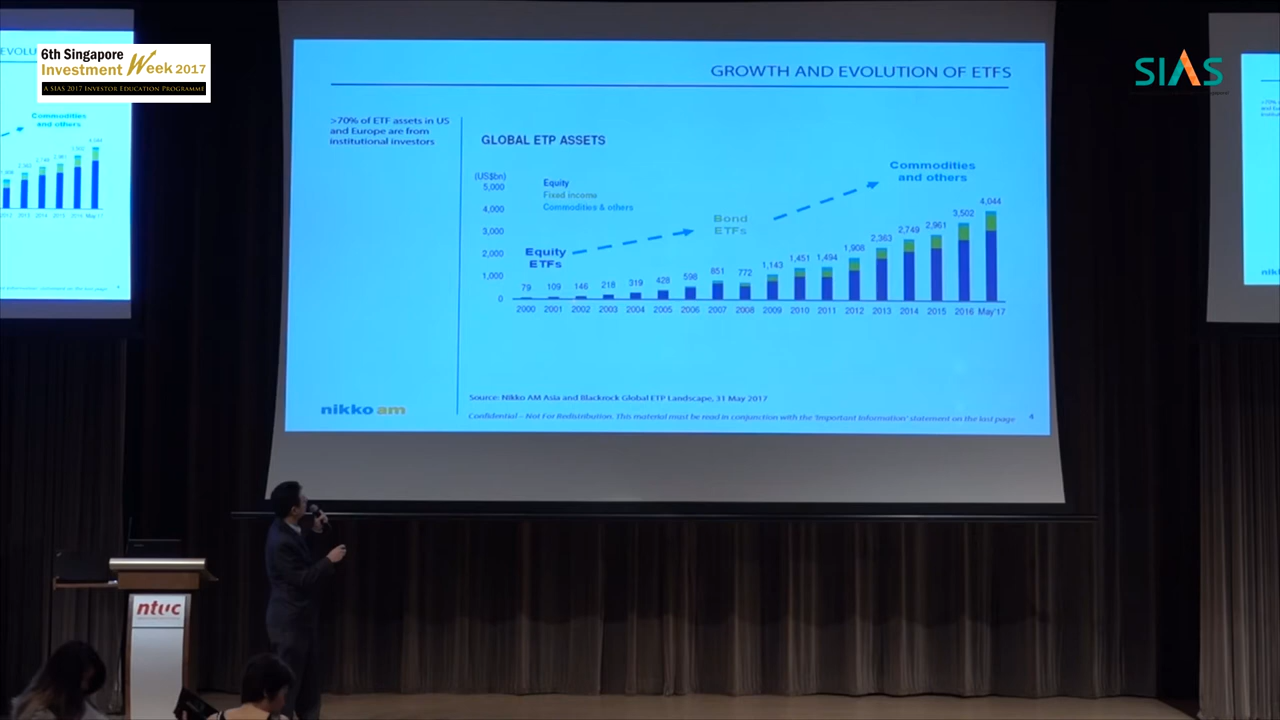 6th Singapore
Investment Week 2017
A SIAS 2017 INVESTOR EDUCATION PROGRAMME
SIAS
GROWTH AND EVOLUTION OF ETFS
>70% of ETF assets in US
and Europe are from
institutional investors
GLOBAL ETP ASSETS
(US$bn)
5,000
4,000
3,000
2,000
1,000
0
Equity
Fixed income
Commodities & others
Equity
ETFs
Bond
ETFs
Commodities
and others
79 109 146 218 319 428 598 851 772 1,143 1,451 1,494 1,908 2,363 2,749 2,961 3,502 4,044
2000 2001 2002 2003 2004 2005 2006 2007 2008 2009 2010 2011 2012 2013 2014 2015 2016 May'17
Source: Nikko AM Asia and Blackrock Global ETP Landscape, 31 May 2017
nikko am
Confidential – Not For Redistribution. This material must be read in conjunction with the 'Important Information' statement on the last page
4
Commodities
and others
ntuc